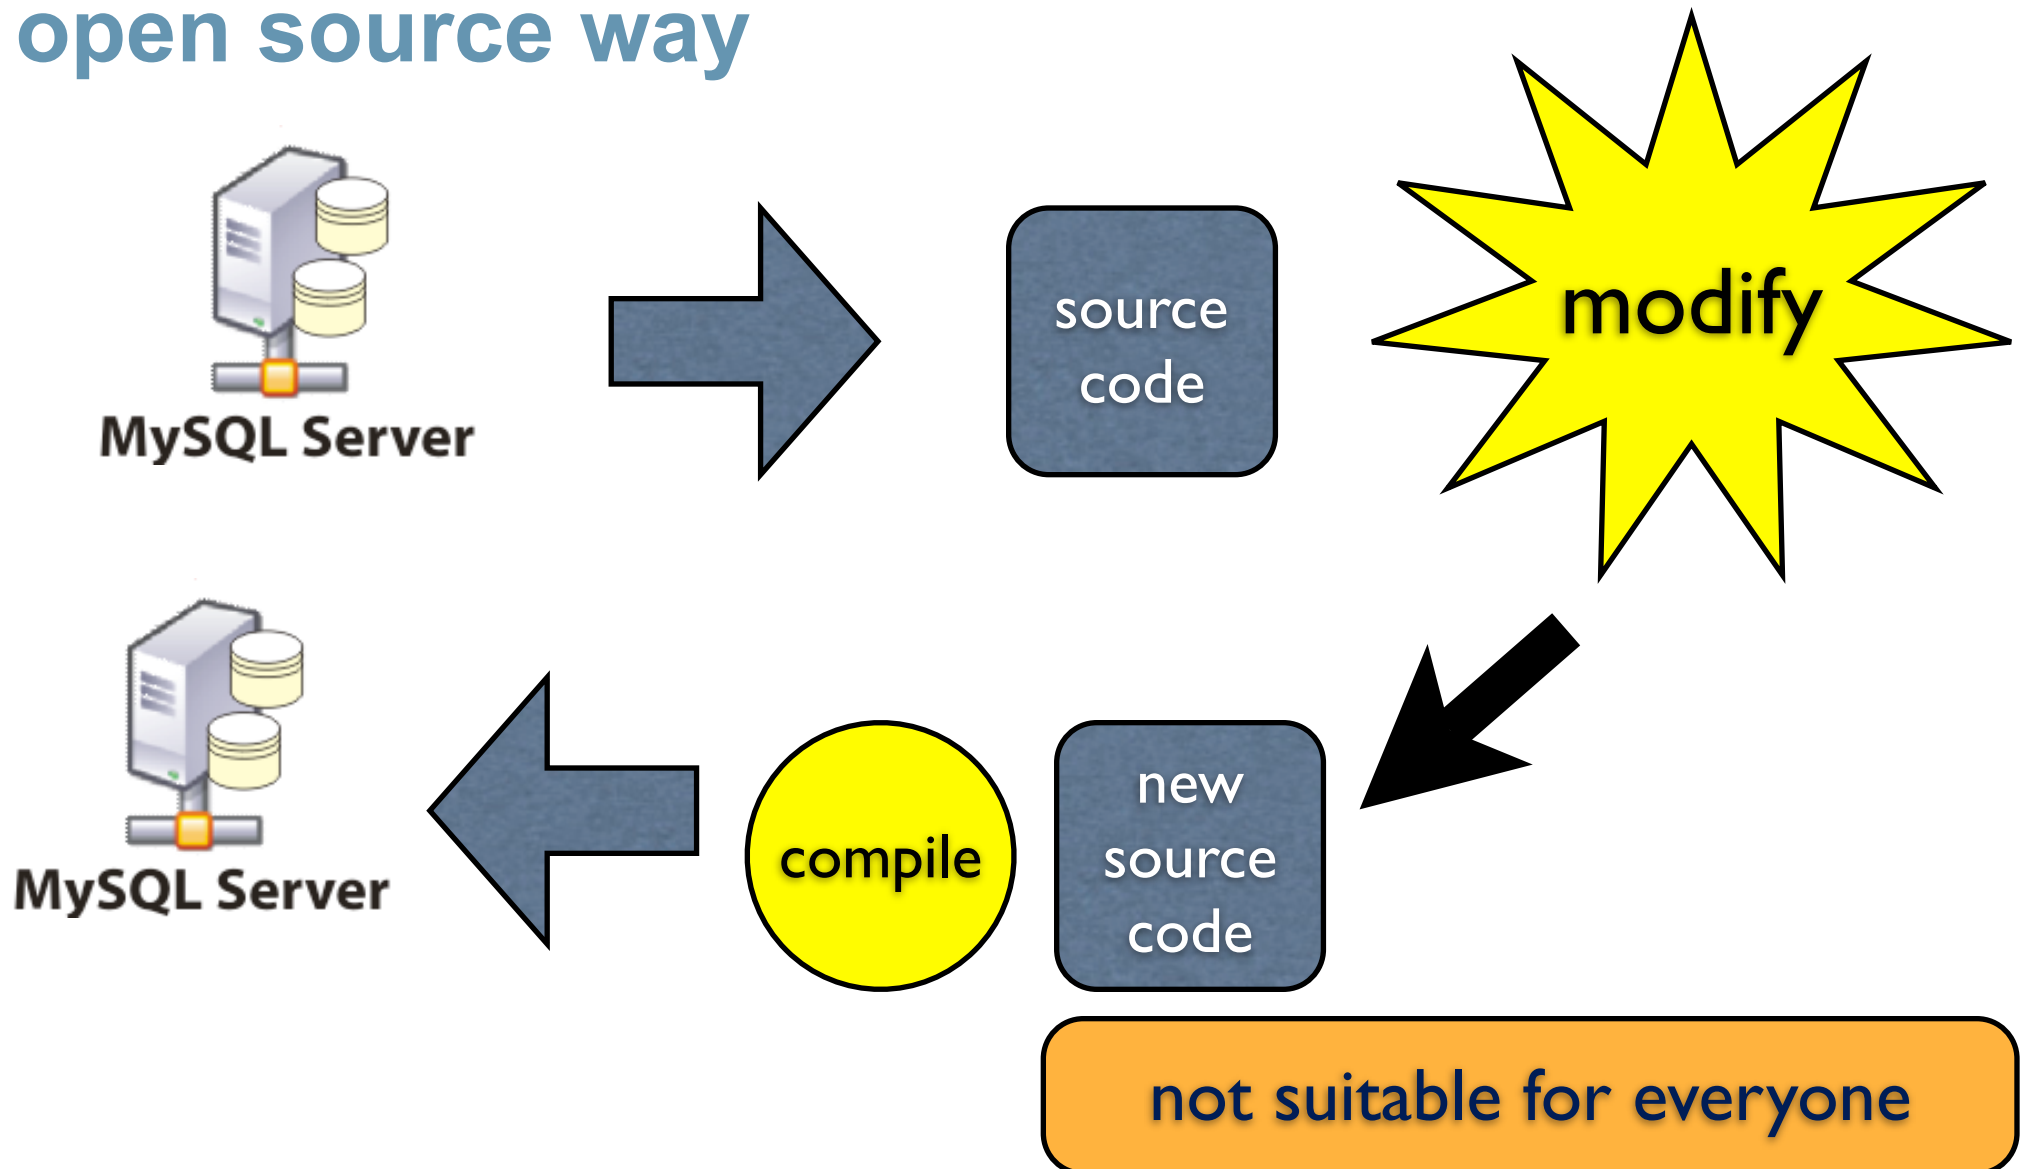 open source way
MySQL Server
source
code
modify
MySQL Server
compile
new
source
code
not suitable for everyone